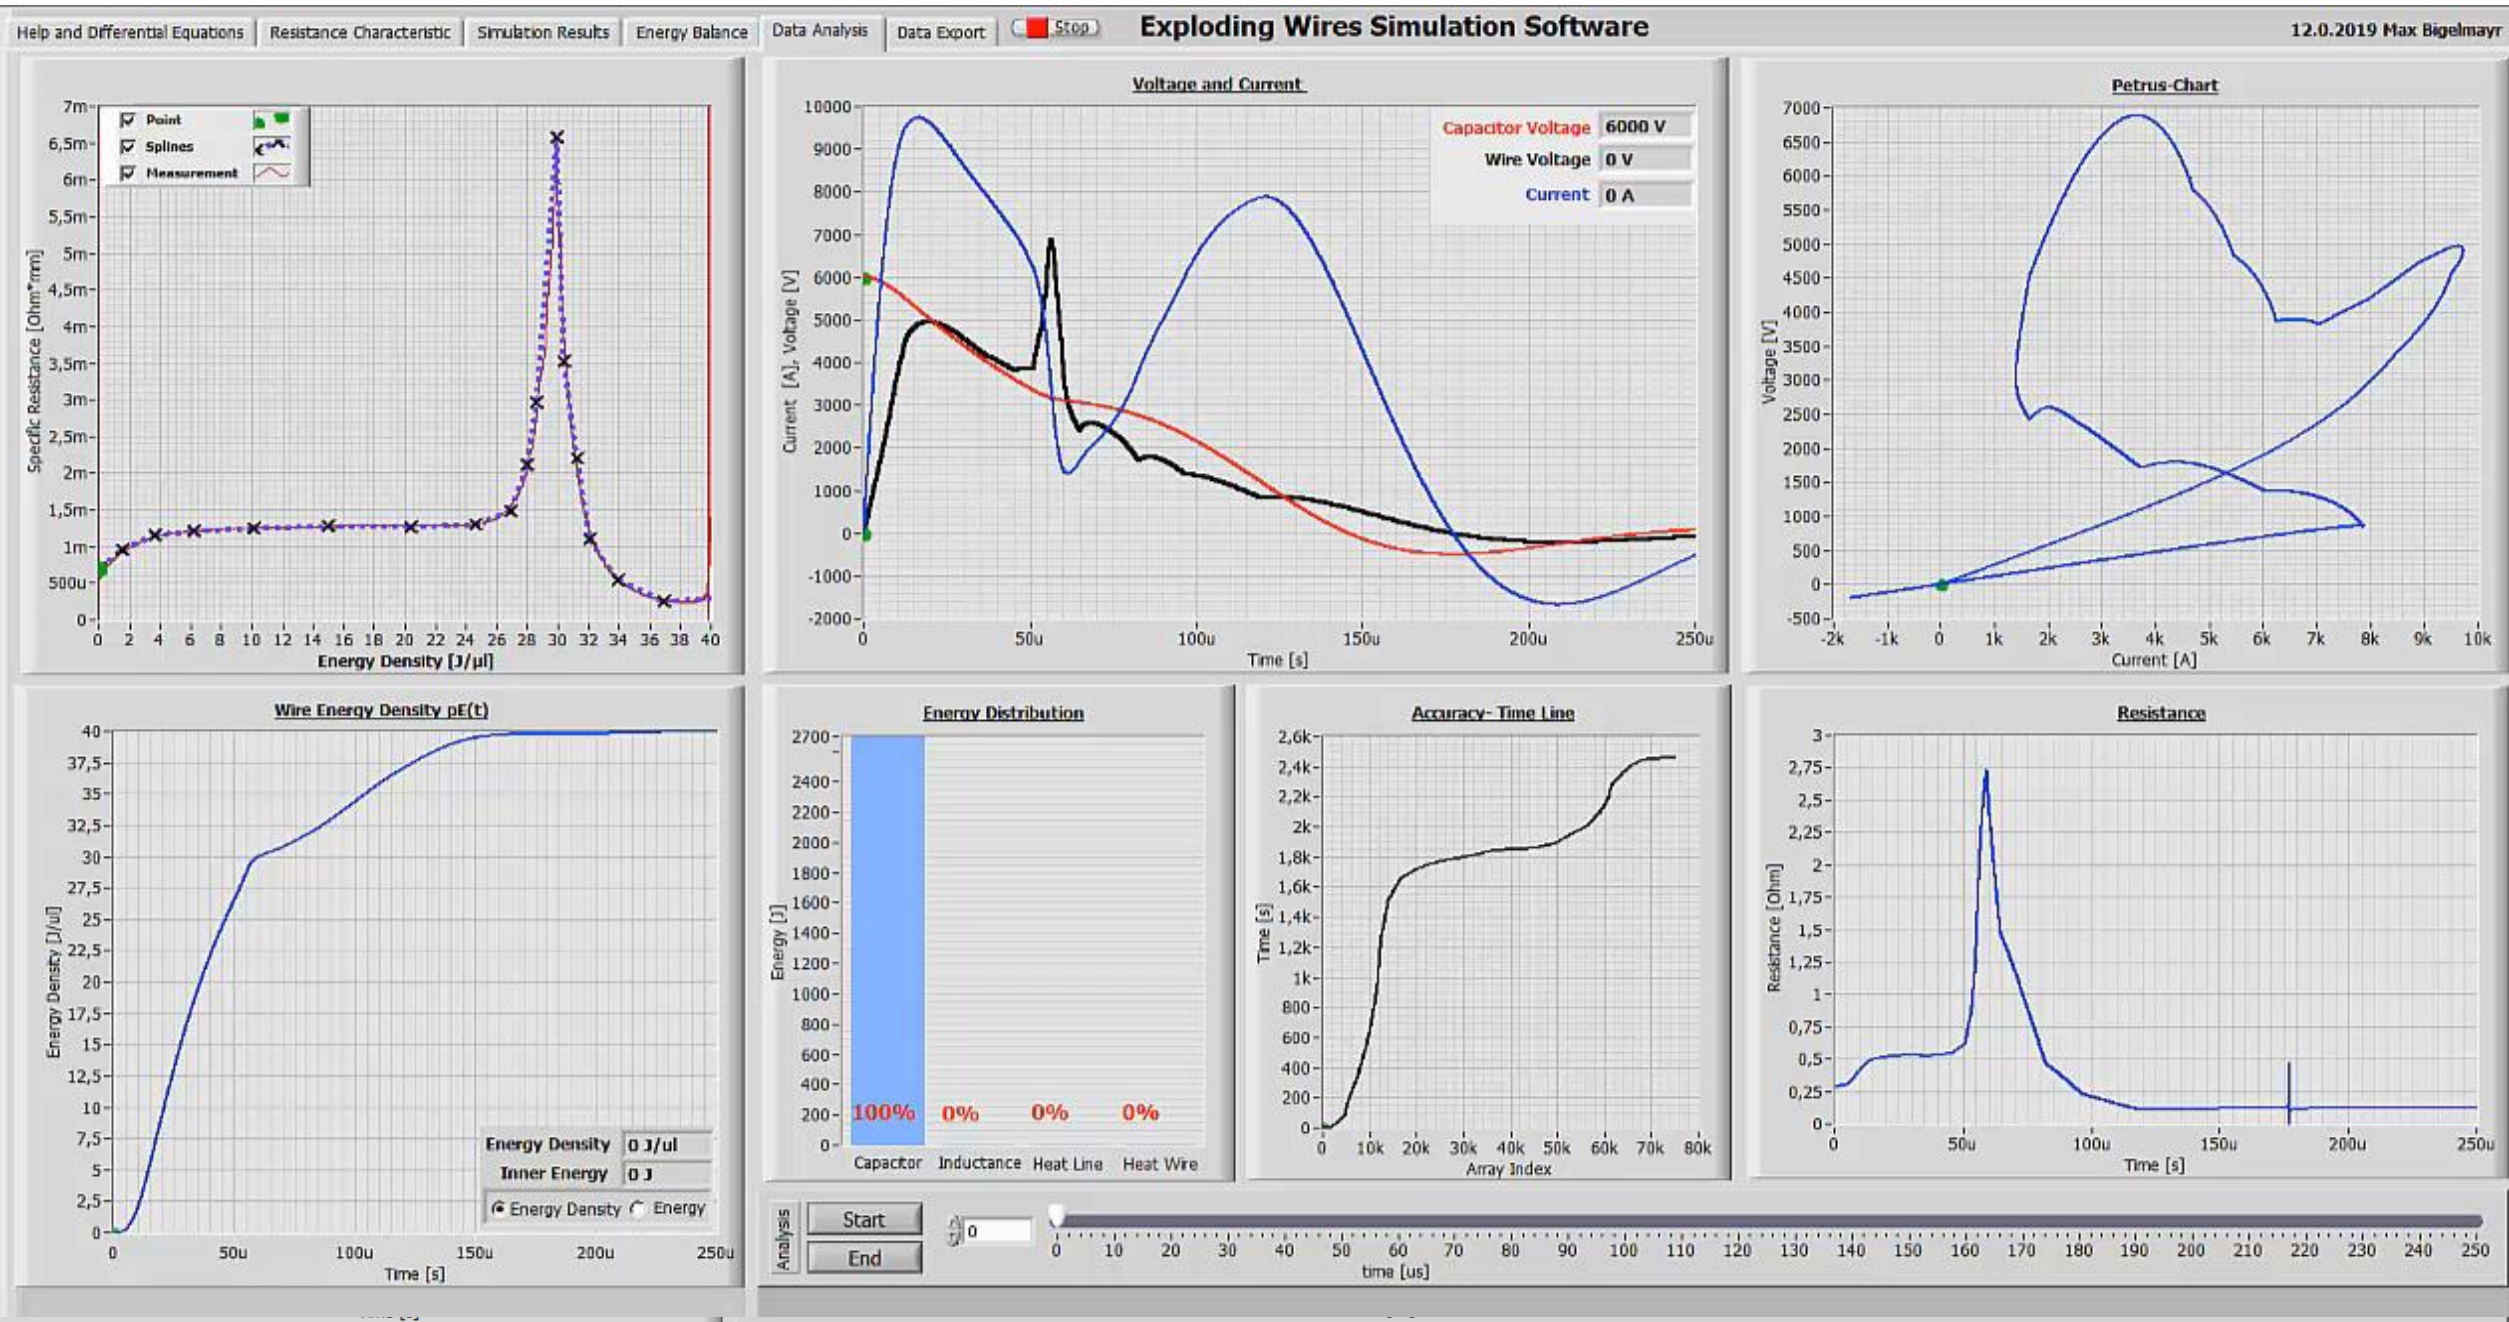 Help and Differential Equations Resistance Characteristic Simulation Results Energy Balance Data Analysis Data Export Stop Exploding Wires Simulation Software 12.0.2019 Max Bigelmayr
Point
Splines
Measurement
7m
6,5m
6m
5,5m
5m
4,5m
4m
3,5m
3m
2,5m
2m
1,5m
1m
500u
0
Specific Resistance [Ohm*mm]
0 2 4 6 8 10 12 14 16 18 20 22 24 26 28 30 32 34 36 38 40
Energy Density [J/µl]
Voltage and Current
Capacitor Voltage 6000 V
Wire Voltage 0 V
Current 0 A
10000
9000
8000
7000
6000
5000
4000
3000
2000
1000
0
-1000
-2000
Current [A], Voltage [V]
0 50u 100u 150u 200u 250u
Time [s]
Petrus-Chart
7000
6500
6000
5500
5000
4500
4000
3500
3000
2500
2000
1500
1000
500
0
-500
Voltage [V]
-2k -1k 0 1k 2k 3k 4k 5k 6k 7k 8k 9k 10k
Current [A]
Wire Energy Density pE(t)
40
37,5
35
32,5
30
27,5
25
22,5
20
17,5
15
12,5
10
7,5
5
2,5
0
Energy Density [J/ul]
Energy Density 0 J/ul
Inner Energy 0 J
Energy Density Energy
0 50u 100u 150u 200u 250u
Time [s]
Energy Distribution
2700
2400
2200
2000
1800
1600
1400
1200
1000
800
600
400
200
0
Energy [J]
100% 0% 0% 0%
Capacitor Inductance Heat Line Heat Wire
Accuracy- Time Line
2,6k
2,4k
2,2k
2k
1,8k
1,6k
1,4k
1,2k
1k
800
600
400
200
0
Time [s]
0 10k 20k 30k 40k 50k 60k 70k 80k
Array Index
Resistance
3
2,75
2,5
2,25
2
1,75
1,5
1,25
1
0,75
0,5
0,25
0
Resistance [Ohm]
0 50u 100u 150u 200u 250u
Time [s]
Analysis
Start
End
0
0 10 20 30 40 50 60 70 80 90 100 110 120 130 140 150 160 170 180 190 200 210 220 230 240 250
time [us]